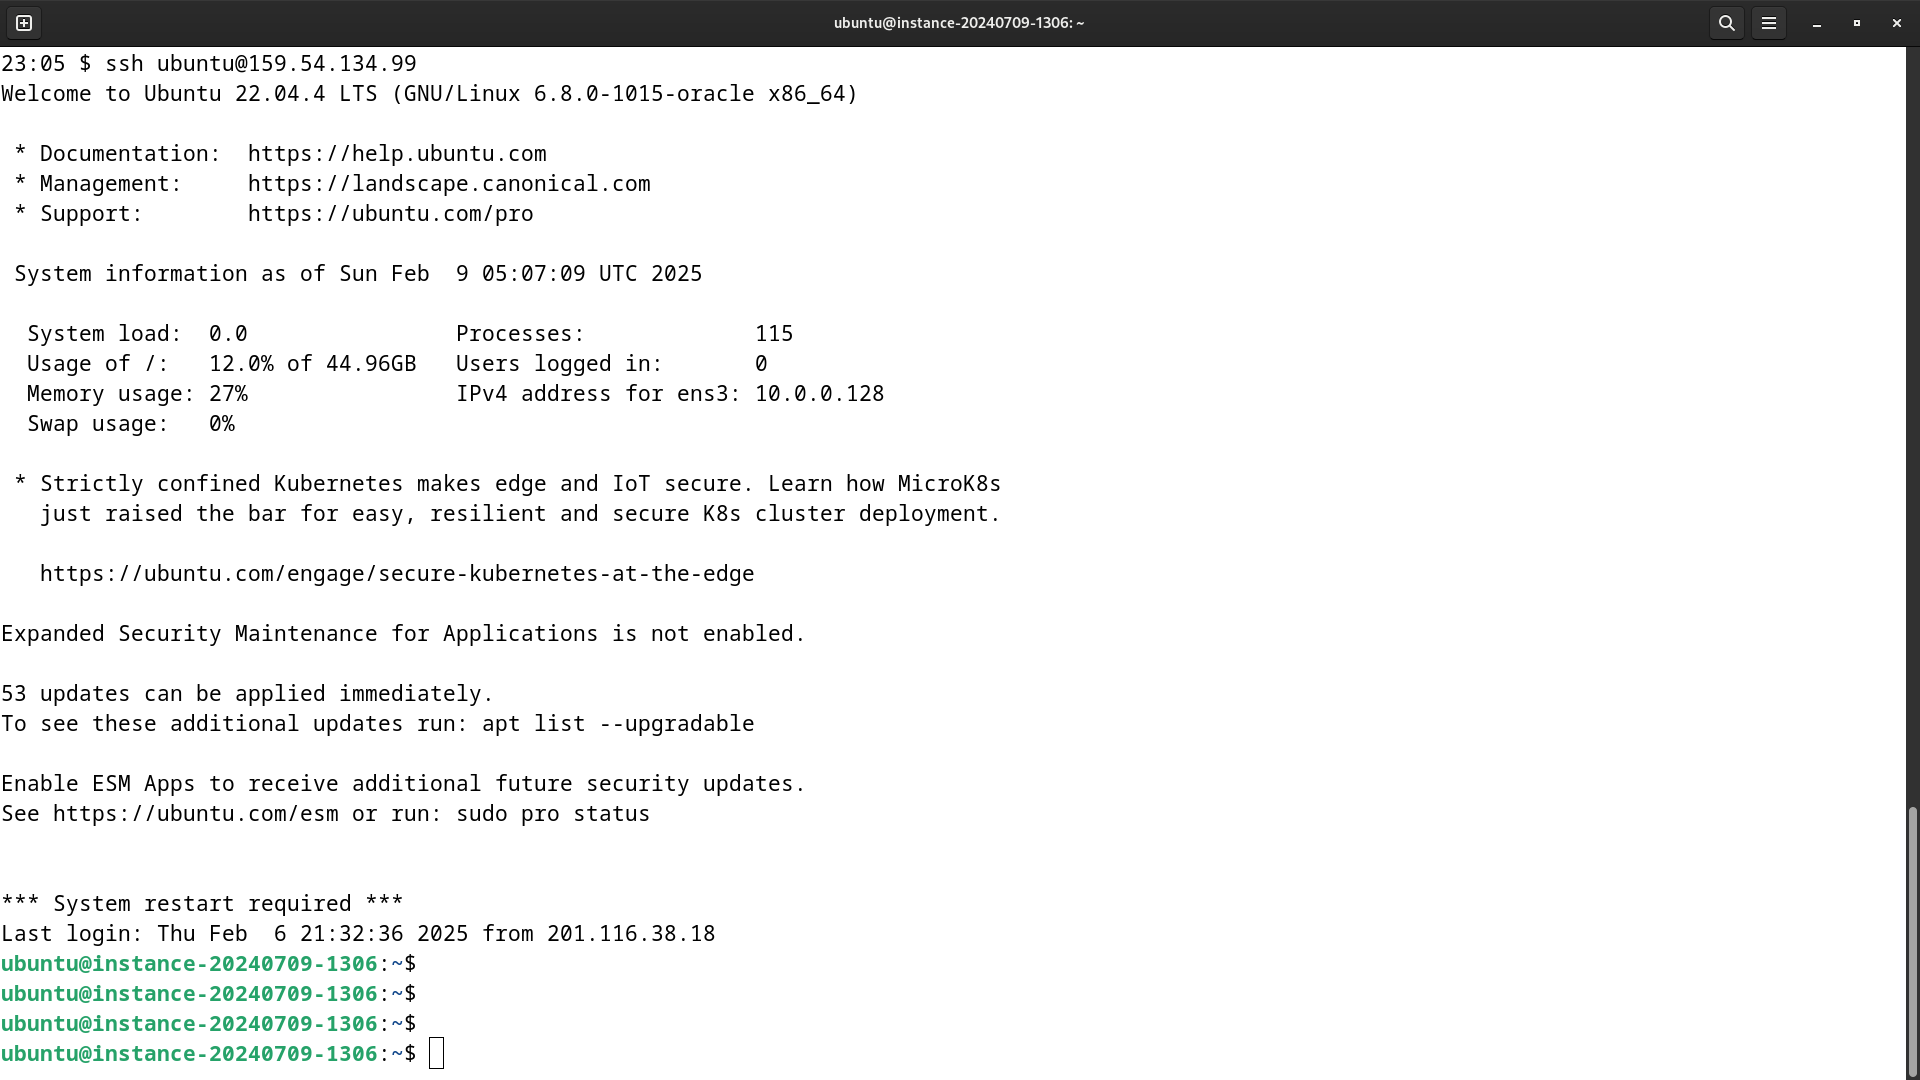 ubuntu@instance-20240709-1306: ~
23:05 $ ssh ubuntu@159.54.134.99
Welcome to Ubuntu 22.04.4 LTS (GNU/Linux 6.8.0-1015-oracle x86_64)
* Documentation:  https://help.ubuntu.com
* Management:     https://landscape.canonical.com
* Support:        https://ubuntu.com/pro
System information as of Sun Feb  9 05:07:09 UTC 2025
System load:  0.0                Processes:             115
Usage of /:   12.0% of 44.96GB   Users logged in:       0
Memory usage: 27%                IPv4 address for ens3: 10.0.0.128
Swap usage:   0%
* Strictly confined Kubernetes makes edge and IoT secure. Learn how MicroK8s
just raised the bar for easy, resilient and secure K8s cluster deployment.
https://ubuntu.com/engage/secure-kubernetes-at-the-edge
Expanded Security Maintenance for Applications is not enabled.
53 updates can be applied immediately.
To see these additional updates run: apt list --upgradable
Enable ESM Apps to receive additional future security updates.
See https://ubuntu.com/esm or run: sudo pro status
*** System restart required ***
Last login: Thu Feb  6 21:32:36 2025 from 201.116.38.18
ubuntu@instance-20240709-1306:~$
ubuntu@instance-20240709-1306:~$
ubuntu@instance-20240709-1306:~$
ubuntu@instance-20240709-1306:~$